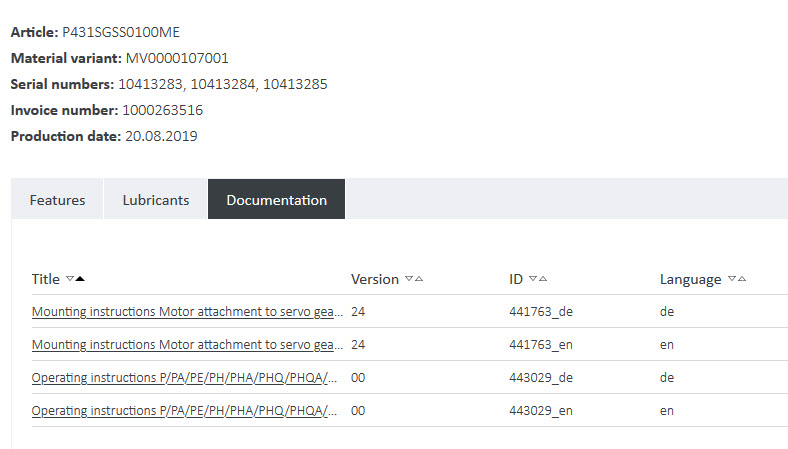 Article: P431SGSS0100ME
Material variant: MV0000107001
Serial numbers: 10413283, 10413284, 10413285
Invoice number: 1000263516
Production date: 20.08.2019
Features Lubricants Documentation
Title Version ID Language
Mounting instructions Motor attachment to servo gea... 24 441763_de de
Mounting instructions Motor attachment to servo gea... 24 441763_en en
Operating instructions P/PA/PE/PH/PHA/PHQ/PHQA/... 00 443029_de de
Operating instructions P/PA/PE/PH/PHA/PHQ/PHQA/... 00 443029_en en